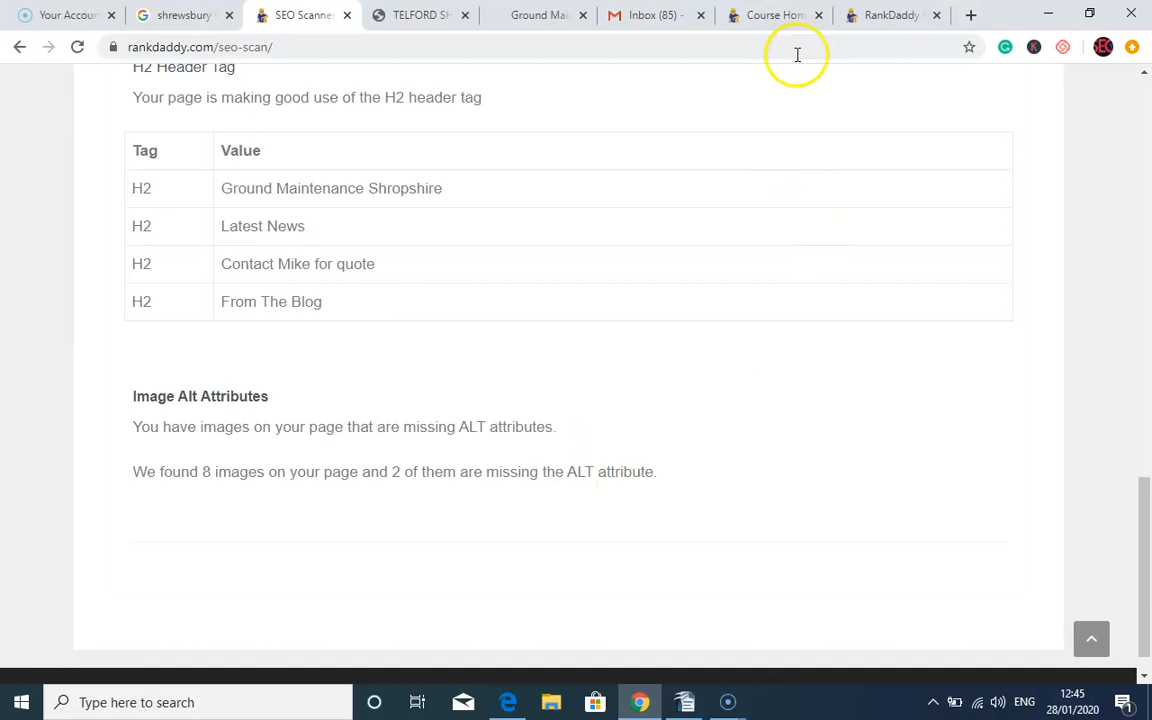 Your Accoun
shrewsbury
SEO Scanner
TELFORD SH
Ground Mai
Inbox (85) -
Course Hom
RankDaddy
rankdaddy.com/seo-scan/
SEO
H2 Header Tag
Your page is making good use of the H2 header tag
Tag Value
H2 Ground Maintenance Shropshire
H2 Latest News
H2 Contact Mike for quote
H2 From The Blog
Image Alt Attributes
You have images on your page that are missing ALT attributes.
We found 8 images on your page and 2 of them are missing the ALT attribute.
Type here to search
ENG
12:45
28/01/2020
1